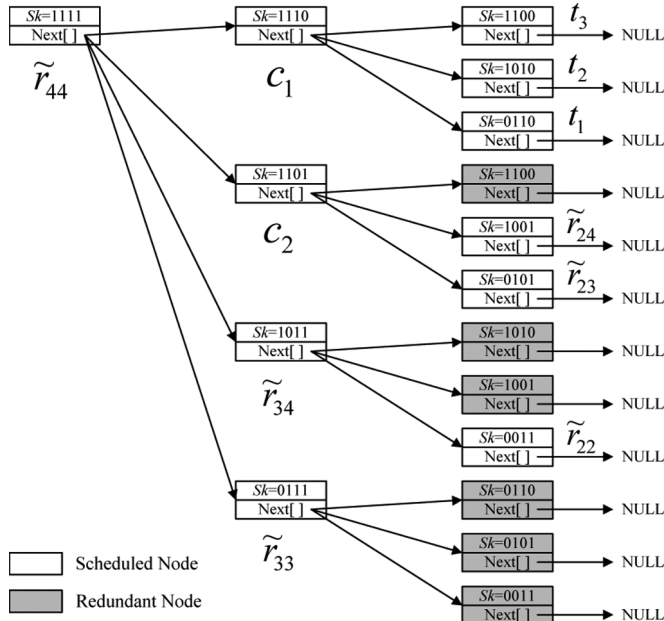 Sk=1111
Next[ ]
r̃44
Sk=1110
Next[ ]
c1
Sk=1100
Next[ ]
t3
NULL
Sk=1010
Next[ ]
t2
NULL
Sk=0110
Next[ ]
t1
NULL
Sk=1101
Next[ ]
c2
Sk=1100
Next[ ]
NULL
Sk=1001
Next[ ]
r̃24
NULL
Sk=0101
Next[ ]
r̃23
NULL
Sk=1011
Next[ ]
r̃34
Sk=1010
Next[ ]
NULL
Sk=1001
Next[ ]
NULL
Sk=0011
Next[ ]
r̃22
NULL
Sk=0111
Next[ ]
r̃33
Sk=0110
Next[ ]
NULL
Sk=0101
Next[ ]
NULL
Sk=0011
Next[ ]
NULL
Scheduled Node
Redundant Node